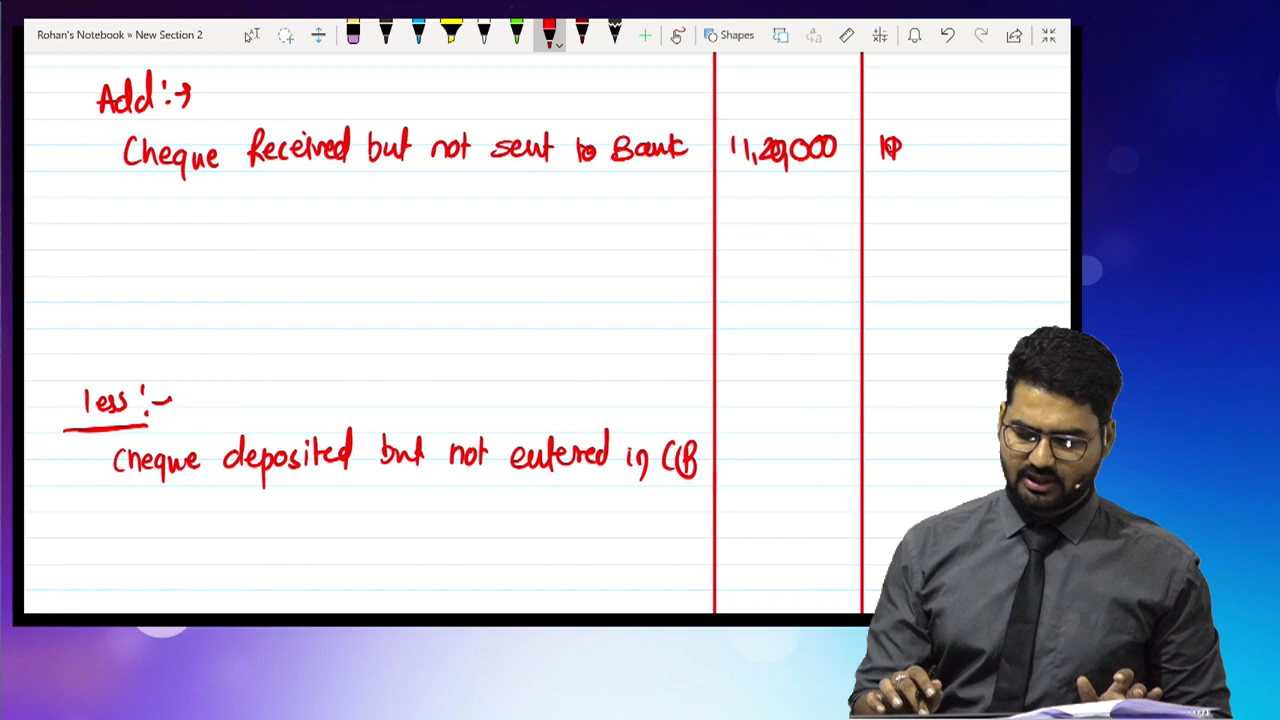 Rohan's Notebook » New Section 2
Shapes
Add :→
Cheque Received but not sent to Bank 11,20,000
less :-
Cheque deposited but not entered in CB